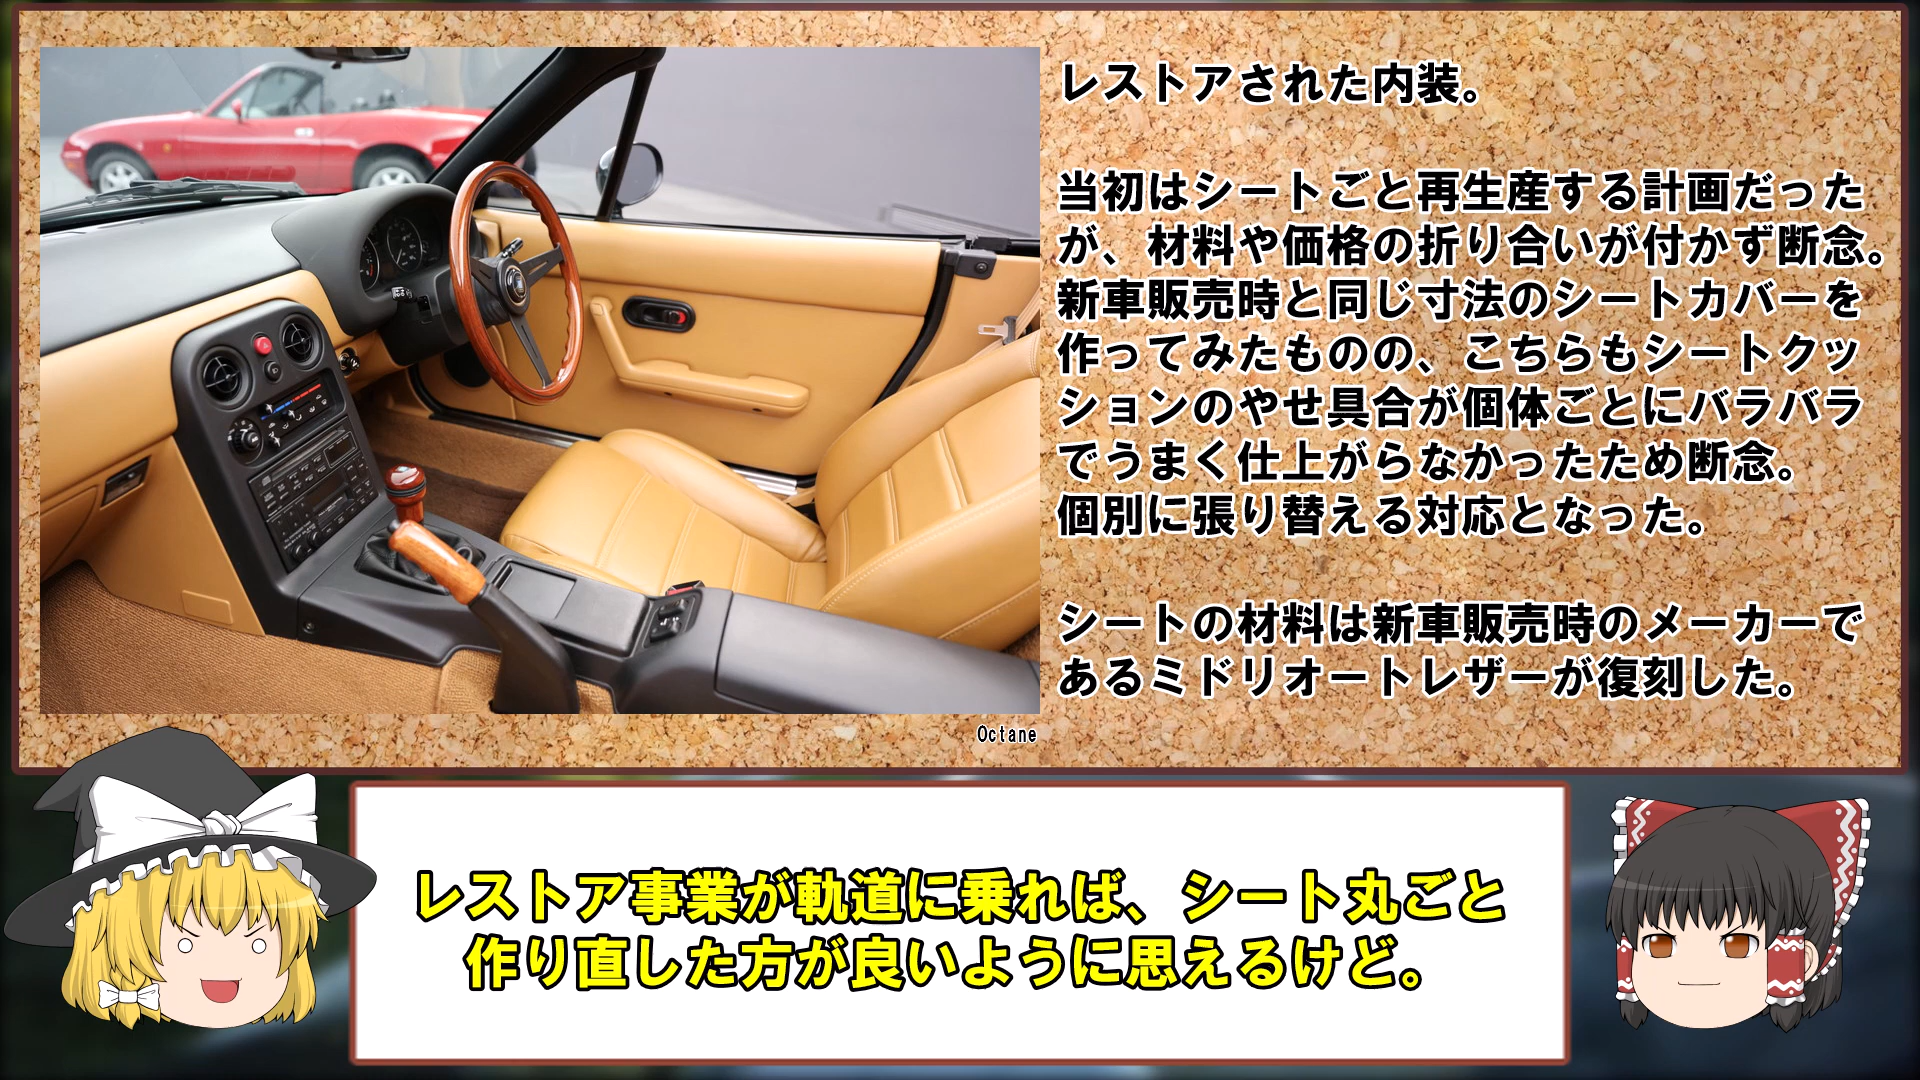 レストアされた内装。
当初はシートごと再生産する計画だった
が、材料や価格の折り合いが付かず断念。
新車販売時と同じ寸法のシートカバーを
作ってみたものの、こちらもシートクッ
ションのやせ具合が個体ごとにバラバラ
でうまく仕上がらなかったため断念。
個別に張り替える対応となった。
シートの材料は新車販売時のメーカーで
あるミドリオートレザーが復刻した。
Octane
レストア事業が軌道に乗れば、シート丸ごと
作り直した方が良いように思えるけど。